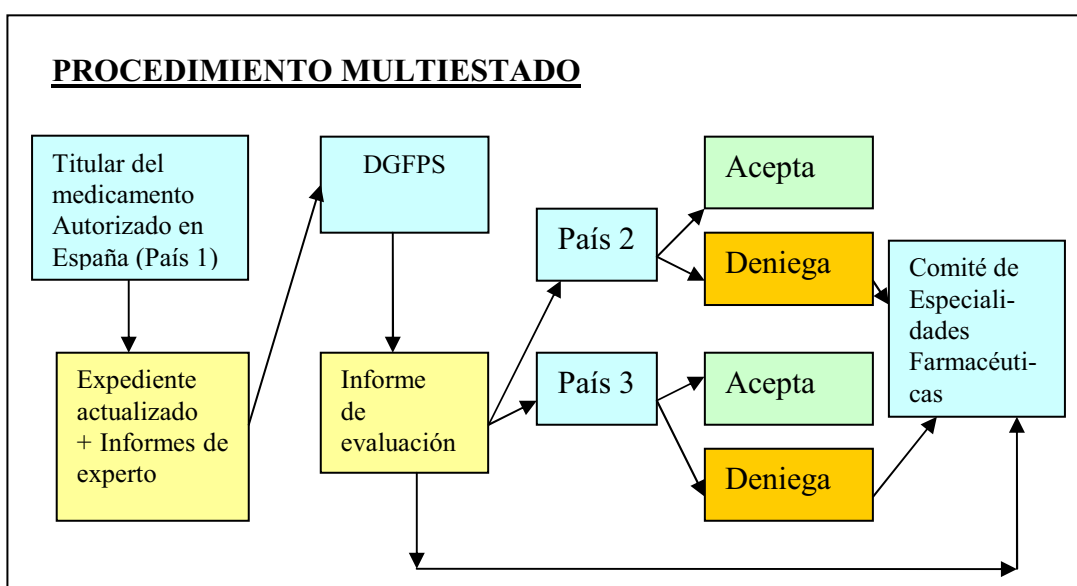 PROCEDIMIENTO MULTIESTADO
Titular del
medicamento
Autorizado en
España (País 1)
Expediente
actualizado
+ Informes de
experto
DGFPS
Informe
de
evaluación
País 2
País 3
Acepta
Deniega
Acepta
Deniega
Comité de
Especiali-
dades
Farmacéuti-
cas